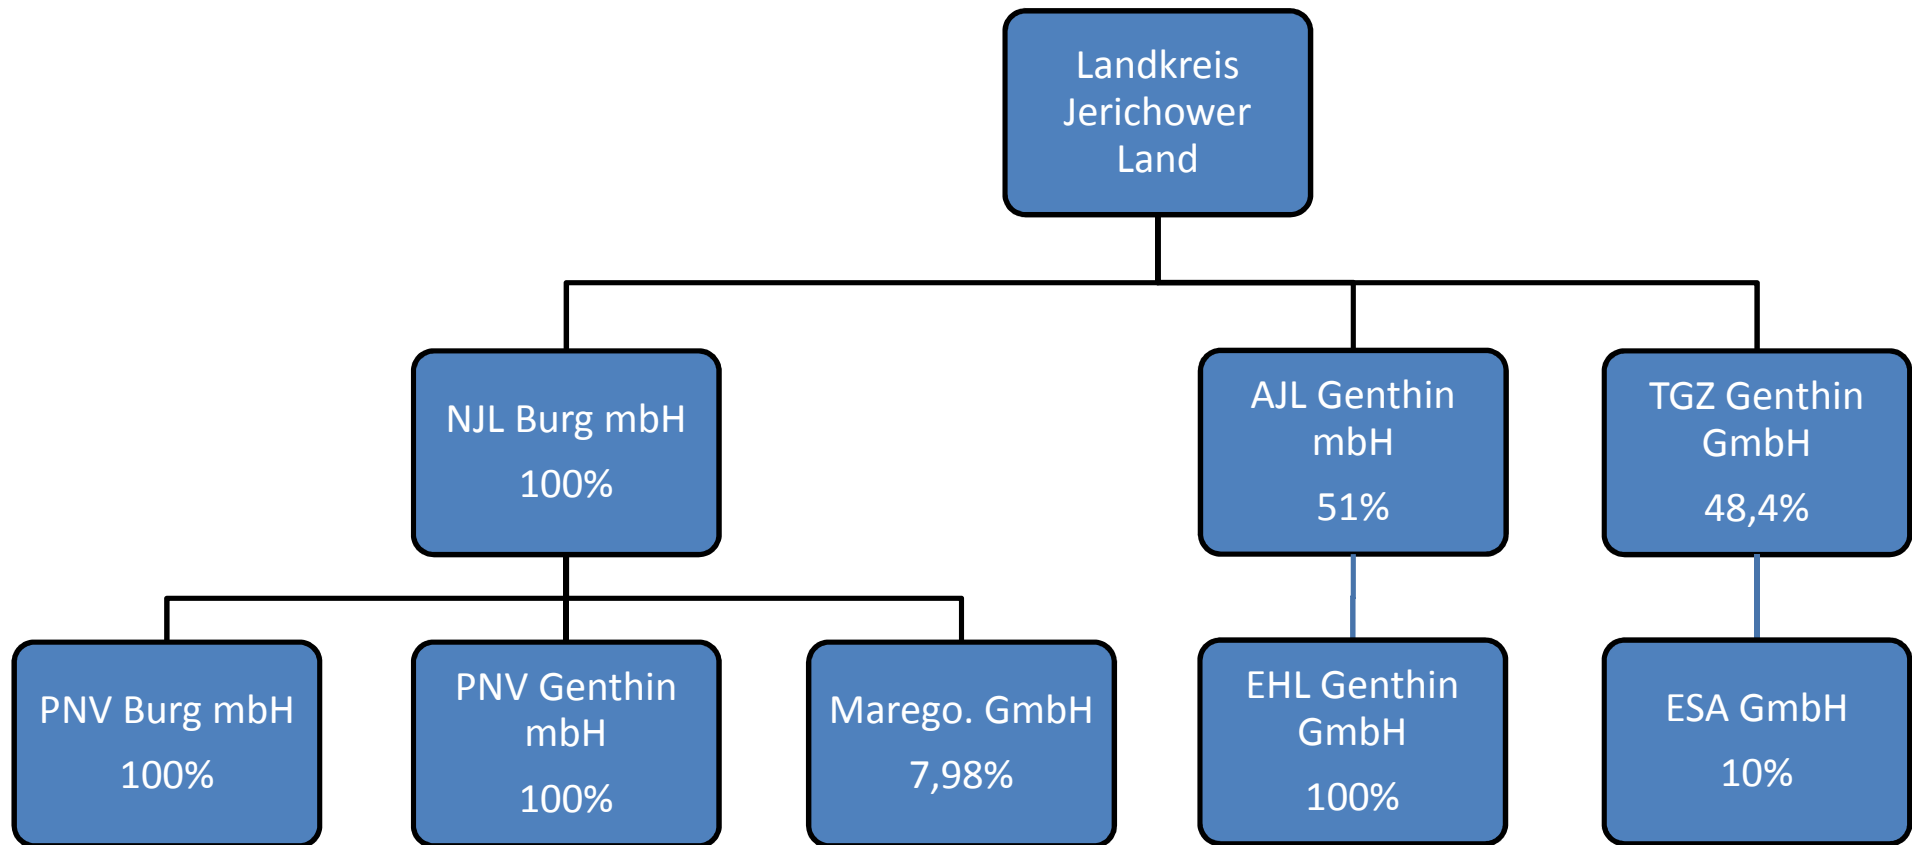 Landkreis
Jerichower
Land
NJL Burg mbH
100%
AJL Genthin
mbH
51%
TGZ Genthin
GmbH
48,4%
PNV Burg mbH
100%
PNV Genthin
mbH
100%
Marego. GmbH
7,98%
EHL Genthin
GmbH
100%
ESA GmbH
10%